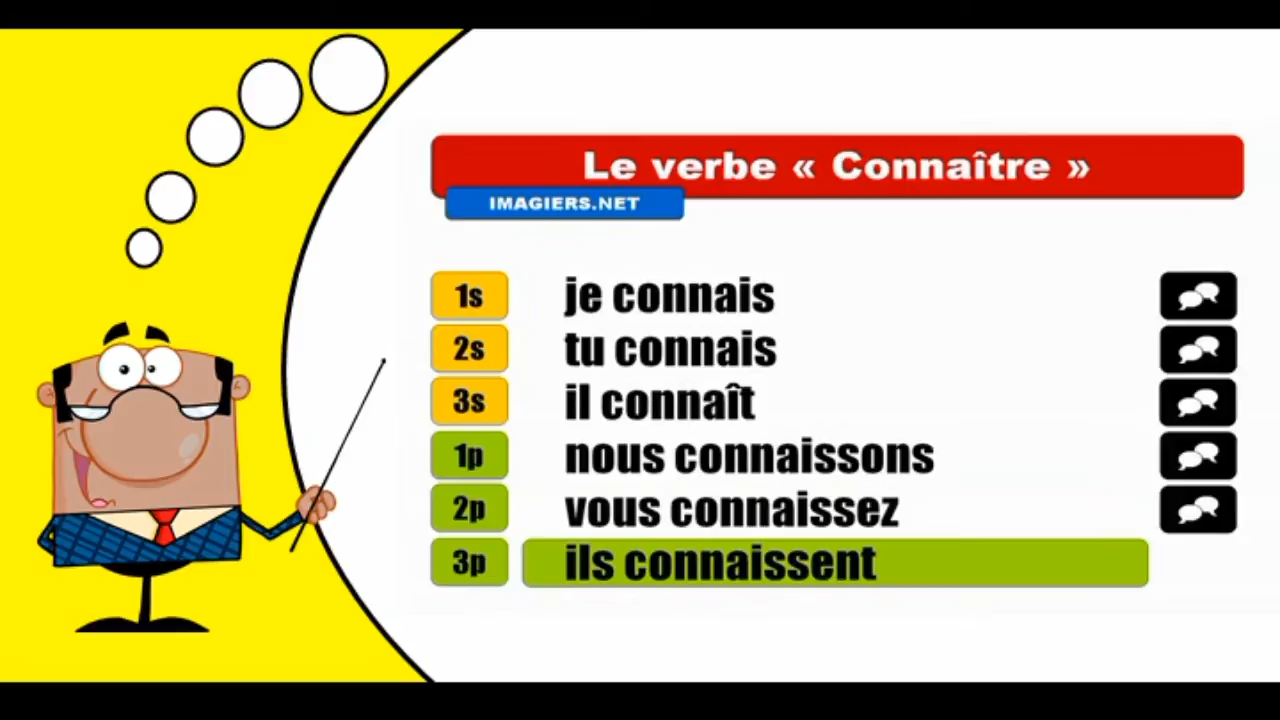 Le verbe « Connaître »
IMAGIERS.NET
1s je connais
2s tu connais
3s il connaît
1p nous connaissons
2p vous connaissez
3p ils connaissent